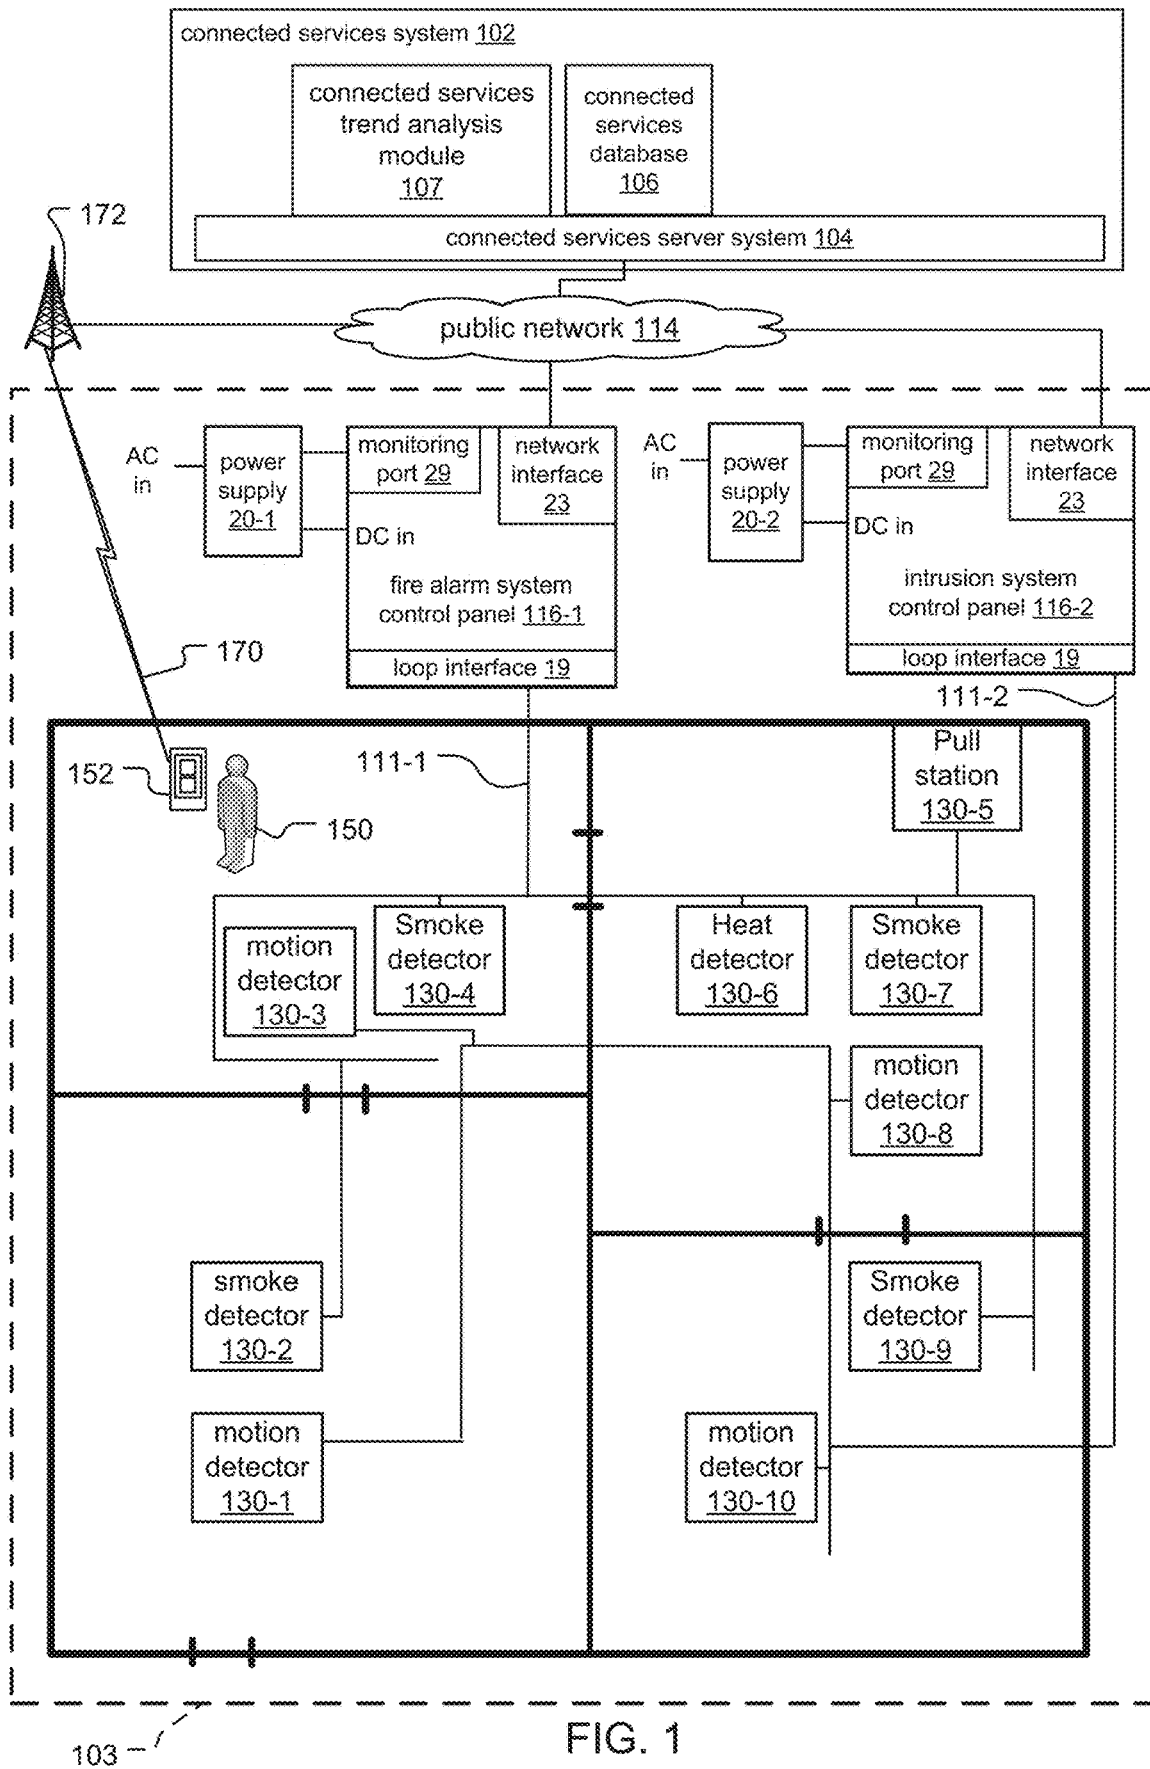 connected services system 102
connected services
trend analysis
module
107
connected
services
database
106
connected services server system 104
172
public network 114
AC
in
power
supply
20-1
monitoring
port 29
network
interface
23
DC in
fire alarm system
control panel 116-1
loop interface 19
AC
in
power
supply
20-2
monitoring
port 29
network
interface
23
DC in
intrusion system
control panel 116-2
loop interface 19
170
111-2
111-1
152
150
Pull
station
130-5
Smoke
detector
130-4
motion
detector
130-3
Heat
detector
130-6
Smoke
detector
130-7
motion
detector
130-8
smoke
detector
130-2
Smoke
detector
130-9
motion
detector
130-1
motion
detector
130-10
103
FIG. 1